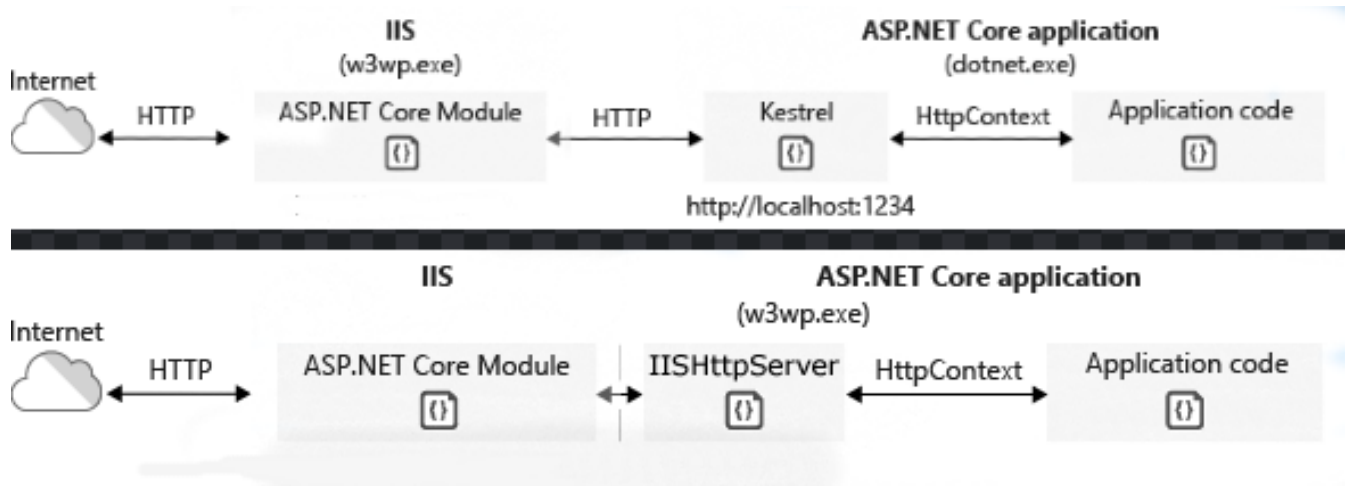 IIS
ASP.NET Core application
(w3wp.exe)
(dotnet.exe)
Internet
HTTP
ASP.NET Core Module
{}
HTTP
Kestrel
{}
HttpContext
Application code
{}
http://localhost:1234
IIS
ASP.NET Core application
(w3wp.exe)
Internet
HTTP
ASP.NET Core Module
{}
IISHttpServer
{}
HttpContext
Application code
{}